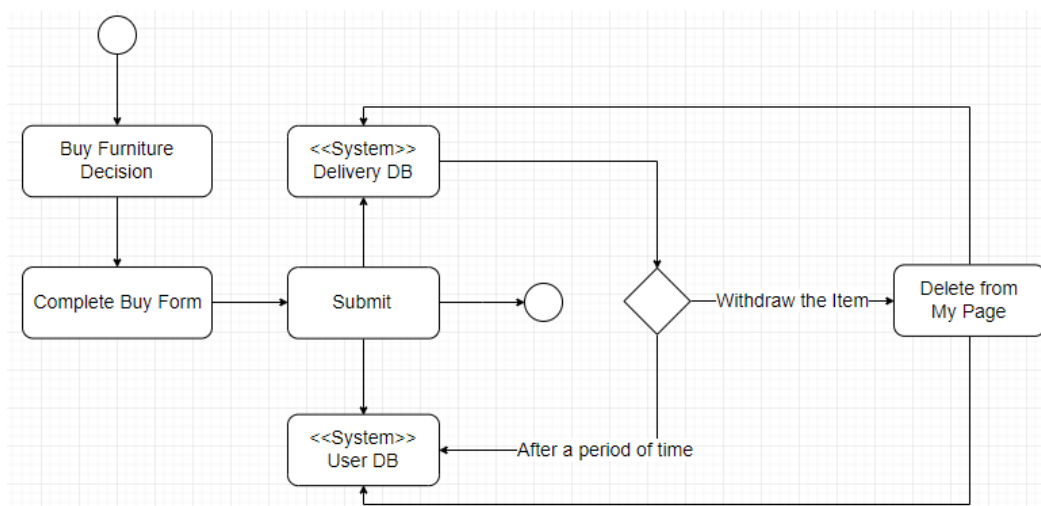 Buy Furniture
Decision
<<System>>
Delivery DB
Complete Buy Form
Submit
Withdraw the Item
Delete from
My Page
<<System>>
User DB
After a period of time